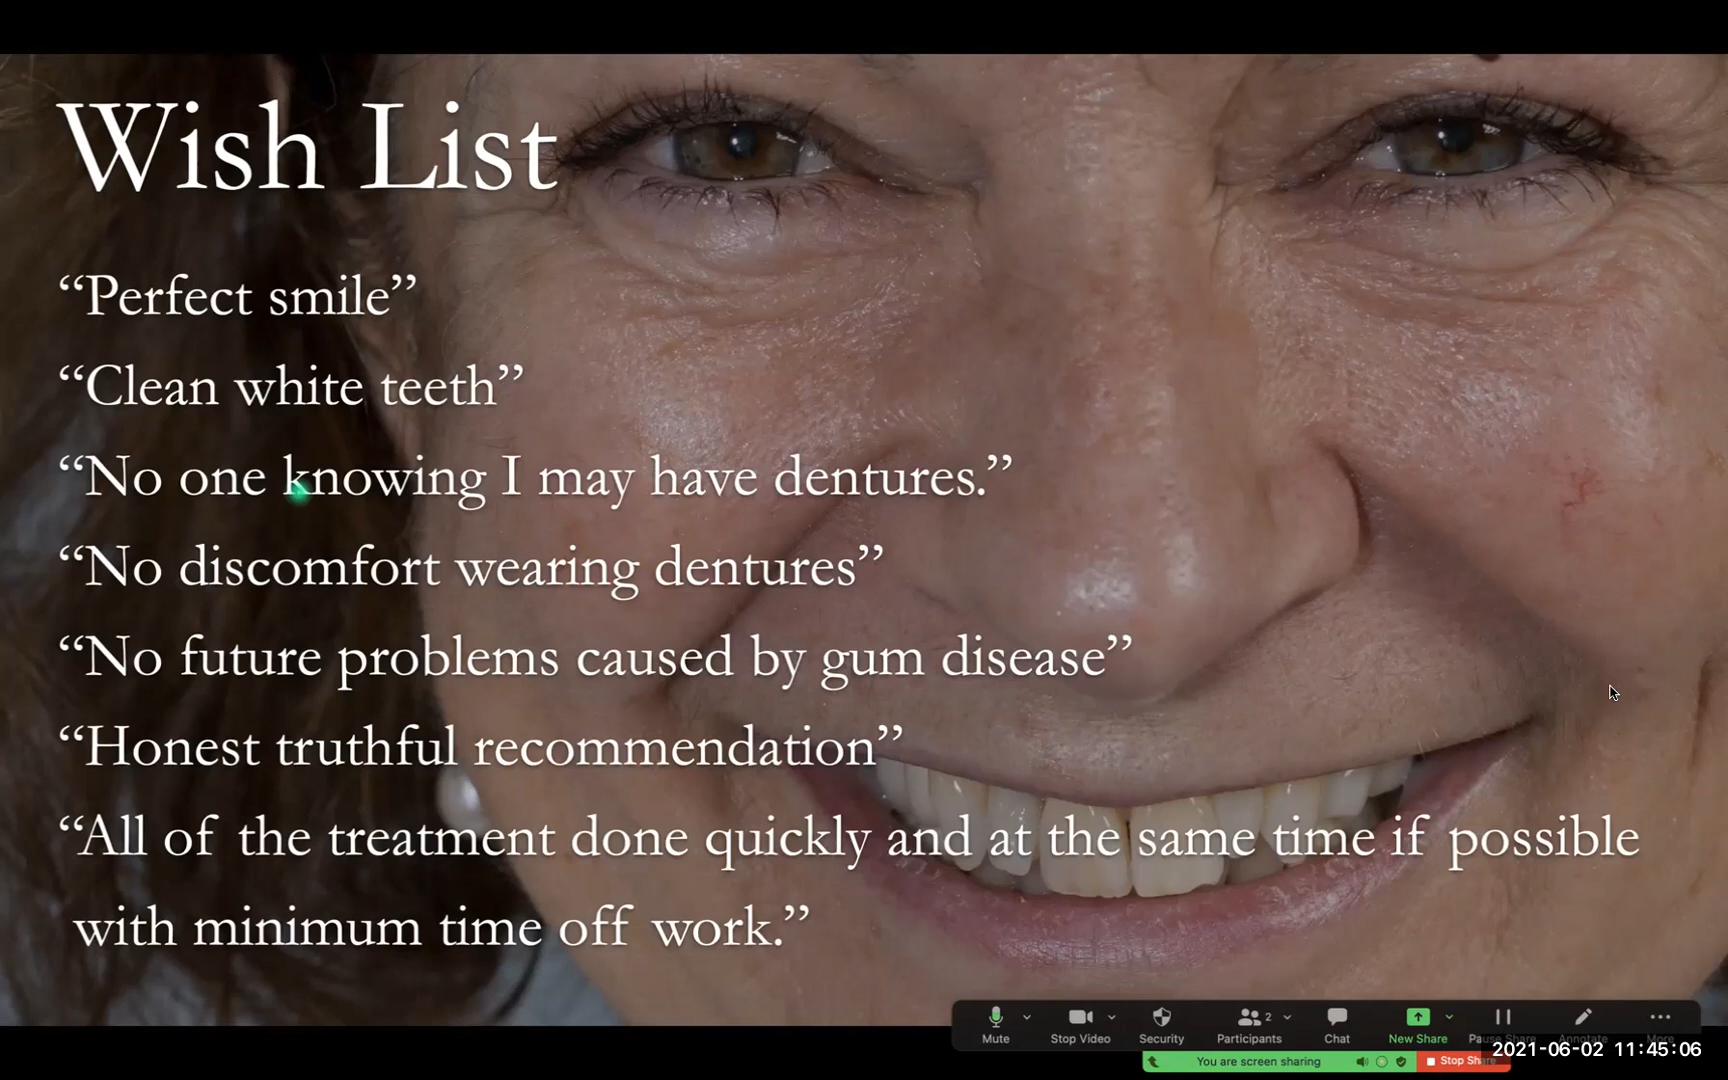 Wish List
“Perfect smile”
“Clean white teeth”
“No one knowing I may have dentures.”
“No discomfort wearing dentures”
“No future problems caused by gum disease”
“Honest truthful recommendation”
“All of the treatment done quickly and at the same time if possible
with minimum time off work.”
2
Mute Stop Video Security Participants Chat New Share
You are screen sharing Stop
2021-06-02 11:45:06